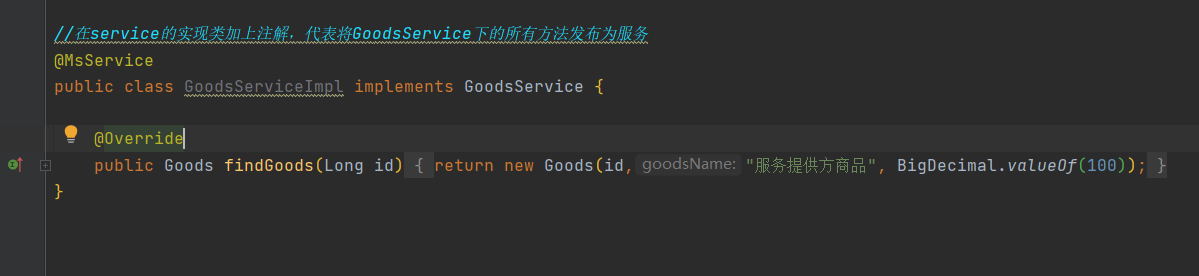 //在service的实现类加上注解，代表将GoodsService下的所有方法发布为服务
@MsService
public class GoodsServiceImpl implements GoodsService {
@Override
public Goods findGoods(Long id) { return new Goods(id, goodsName: "服务提供方商品", BigDecimal.valueOf(100)); }
}